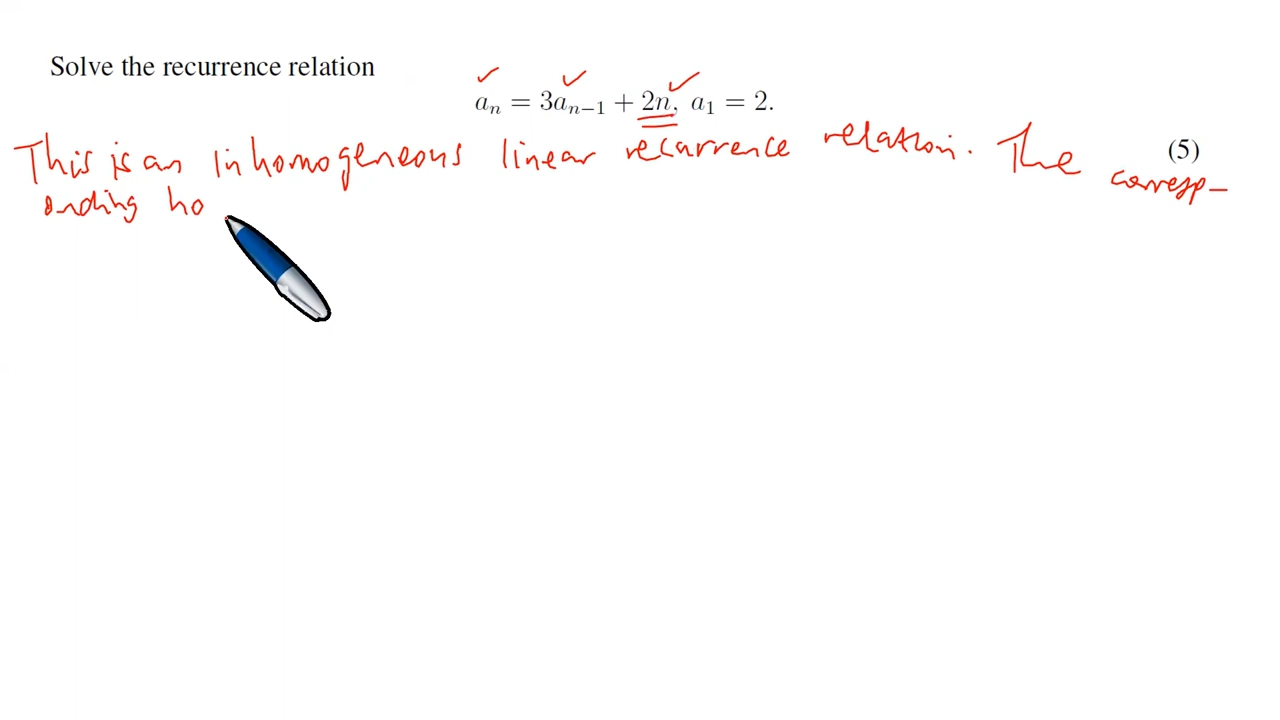 Solve the recurrence relation
aₙ = 3aₙ₋₁ + 2n, a₁ = 2.
This is an inhomogeneous linear recurrence relation. The
(5)
corresp-
onding ho